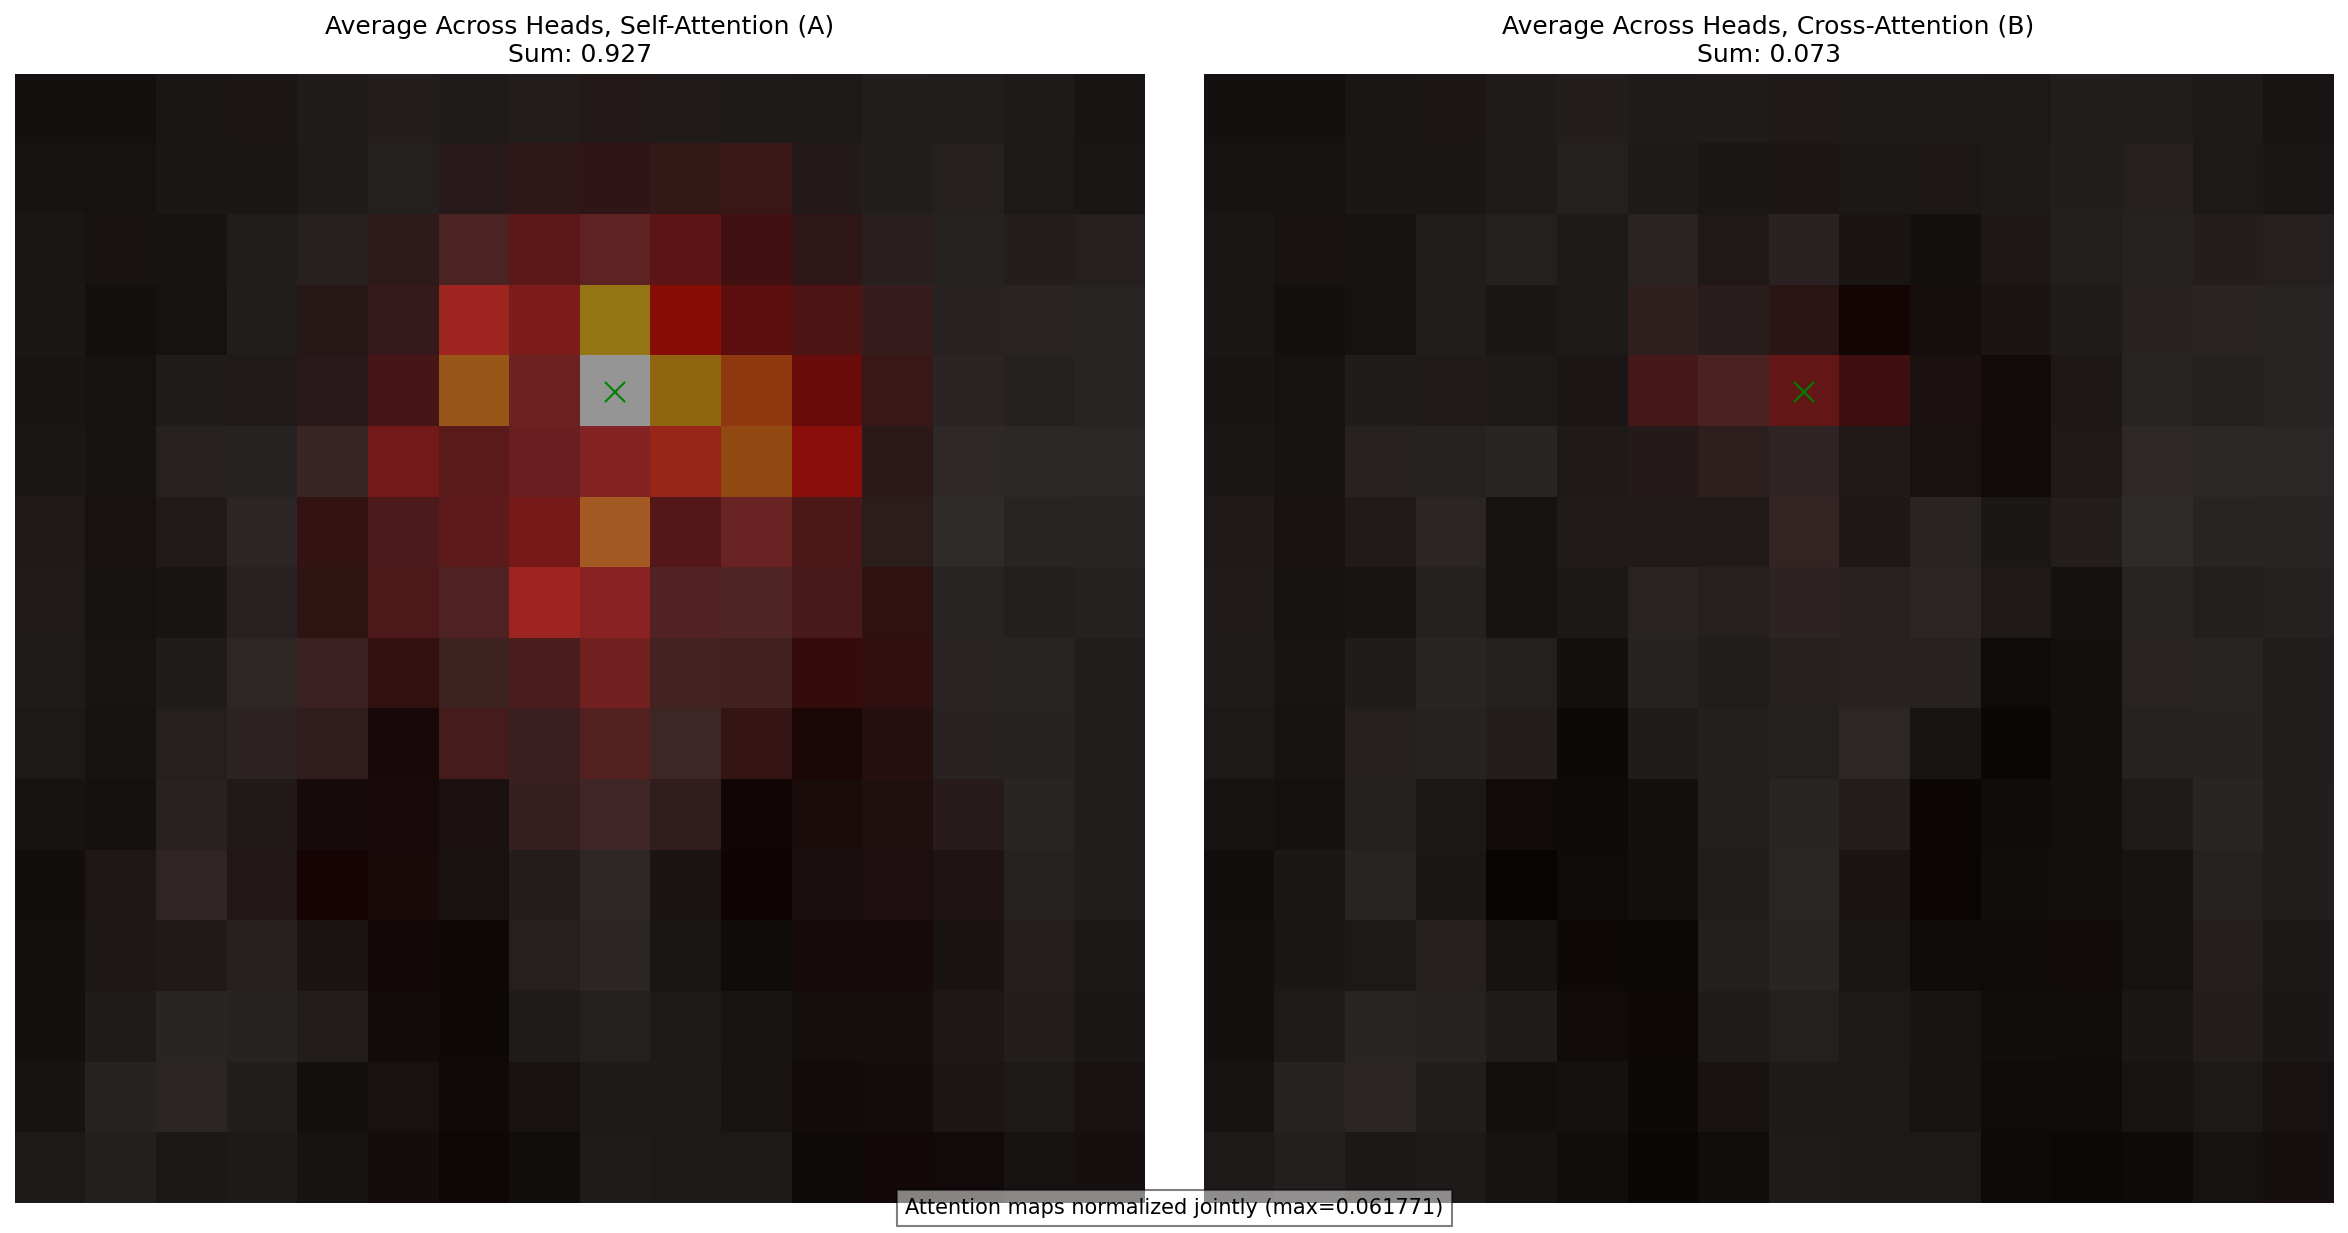 Average Across Heads, Self-Attention (A)
Sum: 0.927
Average Across Heads, Cross-Attention (B)
Sum: 0.073
Attention maps normalized jointly (max=0.061771)